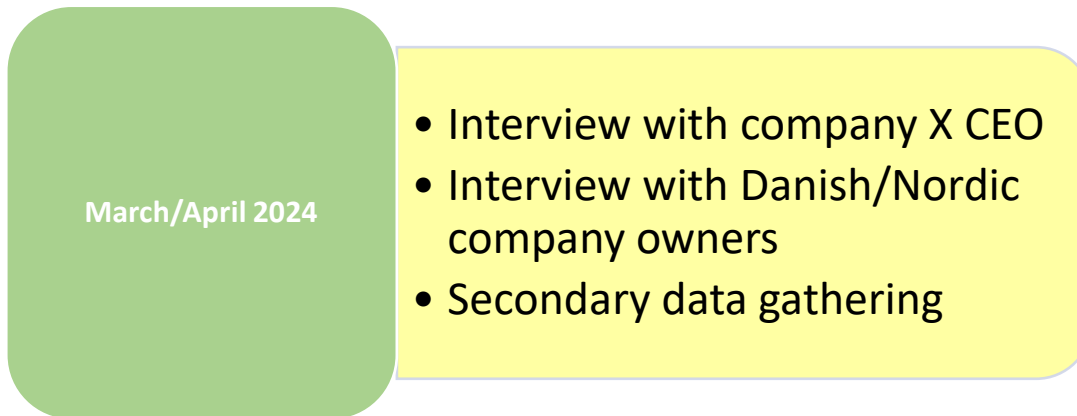 March/April 2024
• Interview with company X CEO
• Interview with Danish/Nordic
company owners
• Secondary data gathering